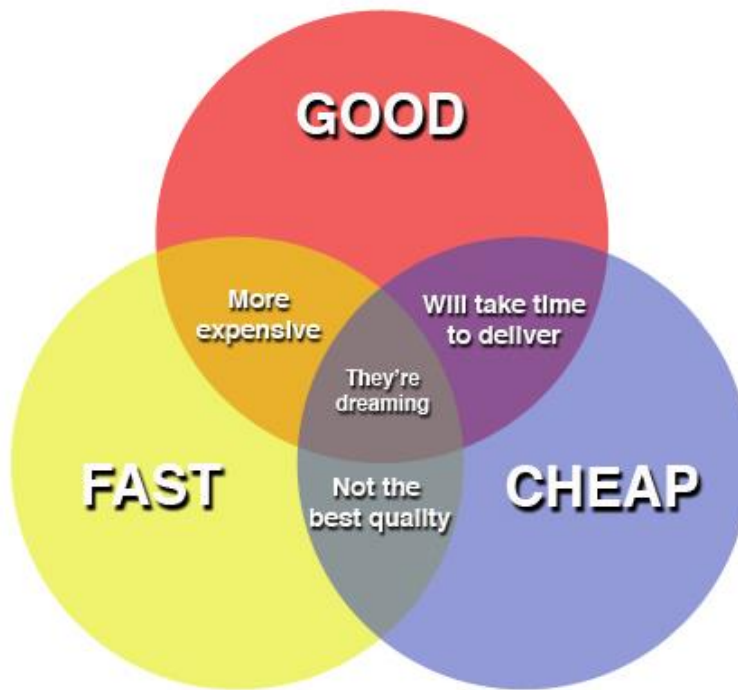 GOOD
More
expensive
Will take time
to deliver
They're
dreaming
FAST
Not the
best quality
CHEAP